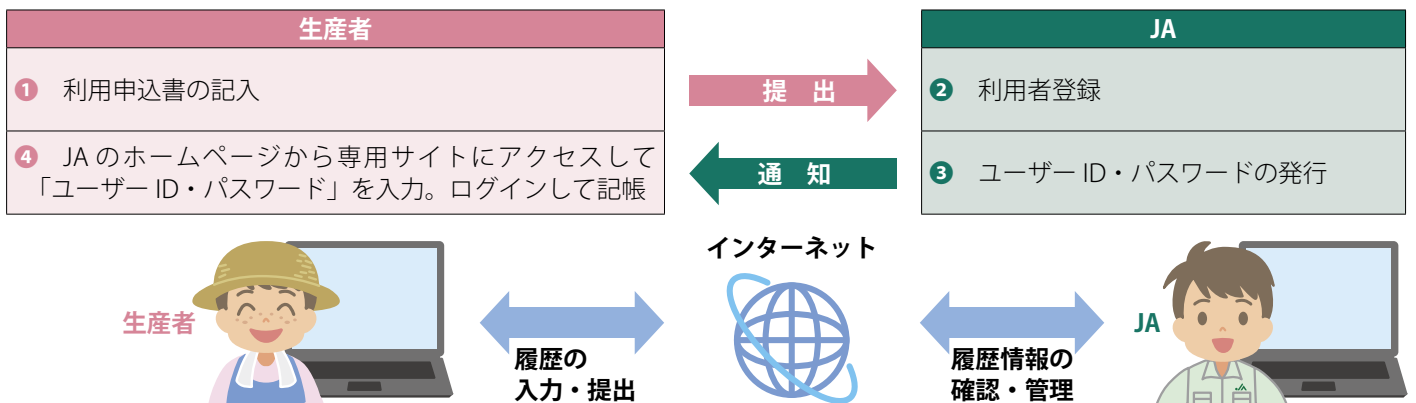 生産者
❶ 利用申込書の記入
❹ JA のホームページから専用サイトにアクセスして
「ユーザー ID・パスワード」を入力。ログインして記帳
提 出
通 知
JA
❷ 利用者登録
❸ ユーザー ID・パスワードの発行
インターネット
生産者
履歴の
入力・提出
履歴情報の
確認・管理
JA
JA